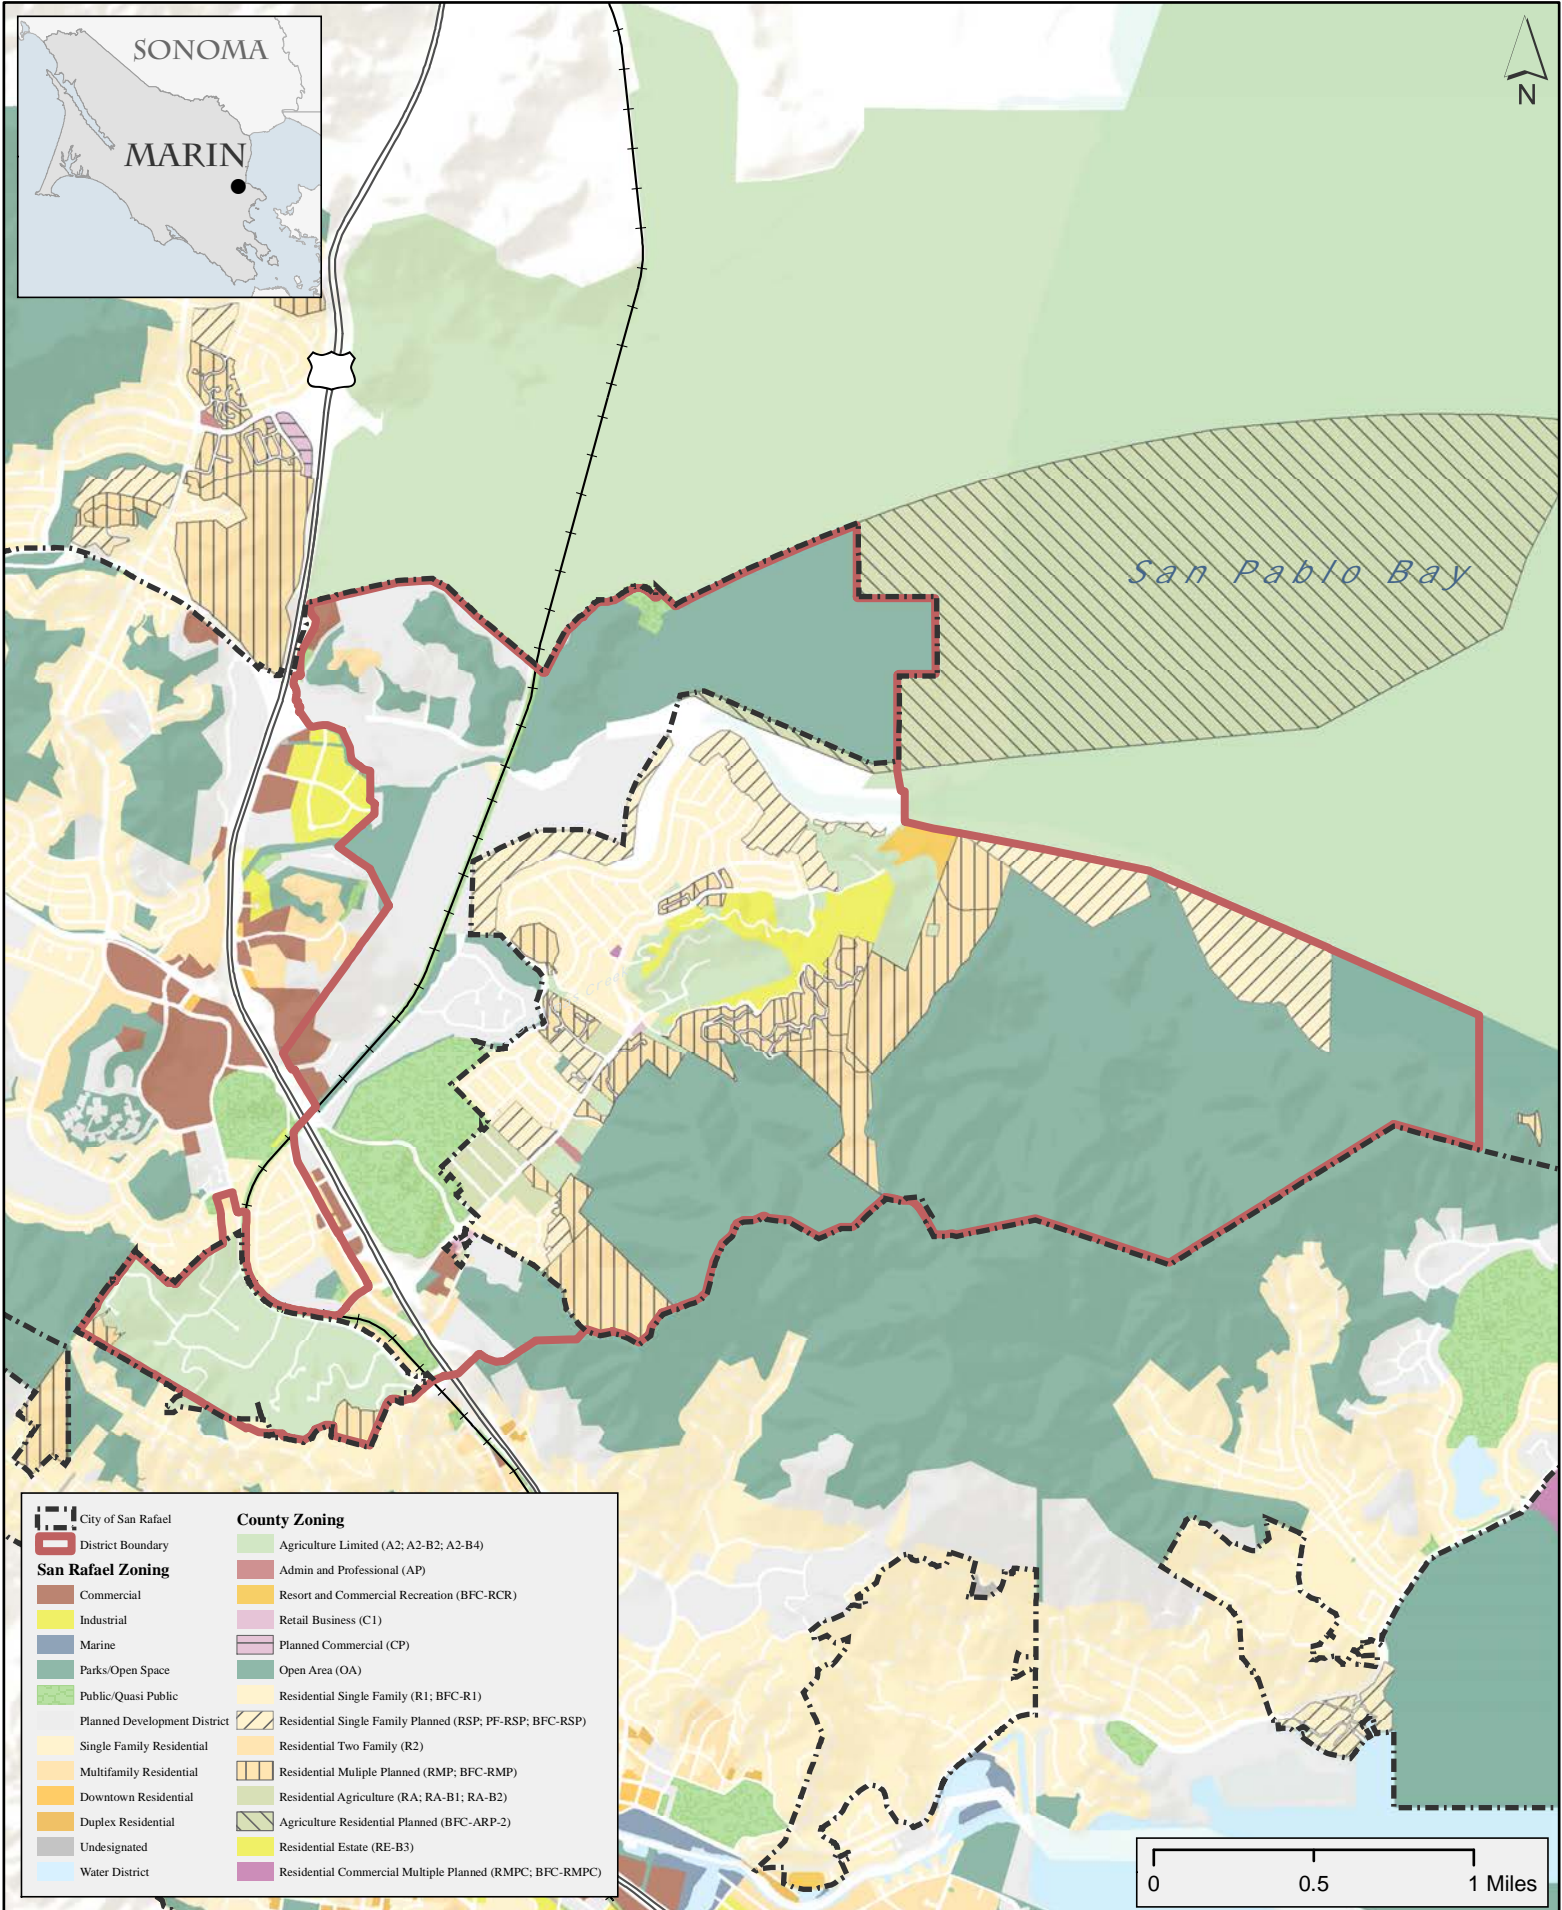 SONOMA
MARIN
N
San Pablo Bay
Creek
City of San Rafael
District Boundary
San Rafael Zoning
Commercial
Industrial
Marine
Parks/Open Space
Public/Quasi Public
Planned Development District
Single Family Residential
Multifamily Residential
Downtown Residential
Duplex Residential
Undesignated
Water District
County Zoning
Agriculture Limited (A2; A2-B2; A2-B4)
Admin and Professional (AP)
Resort and Commercial Recreation (BFC-RCR)
Retail Business (C1)
Planned Commercial (CP)
Open Area (OA)
Residential Single Family (R1; BFC-R1)
Residential Single Family Planned (RSP; PF-RSP; BFC-RSP)
Residential Two Family (R2)
Residential Muliple Planned (RMP; BFC-RMP)
Residential Agriculture (RA; RA-B1; RA-B2)
Agriculture Residential Planned (BFC-ARP-2)
Residential Estate (RE-B3)
Residential Commercial Multiple Planned (RMPC; BFC-RMPC)
0 0.5 1 Miles